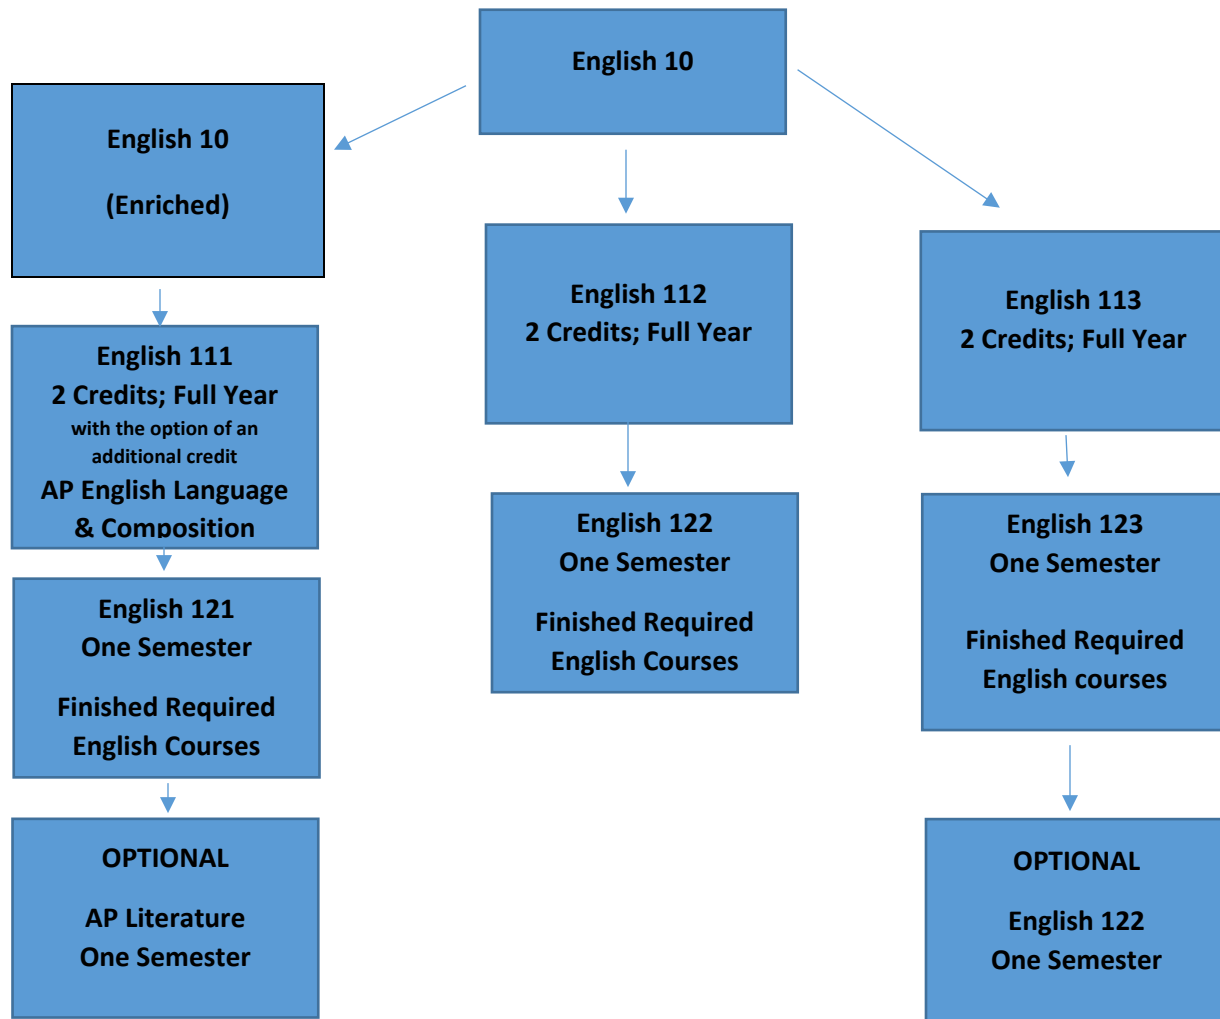 English 10
English 10
(Enriched)
English 111
2 Credits; Full Year
with the option of an
additional credit
AP English Language
& Composition
English 121
One Semester
Finished Required
English Courses
OPTIONAL
AP Literature
One Semester
English 112
2 Credits; Full Year
English 122
One Semester
Finished Required
English Courses
English 113
2 Credits; Full Year
English 123
One Semester
Finished Required
English courses
OPTIONAL
English 122
One Semester